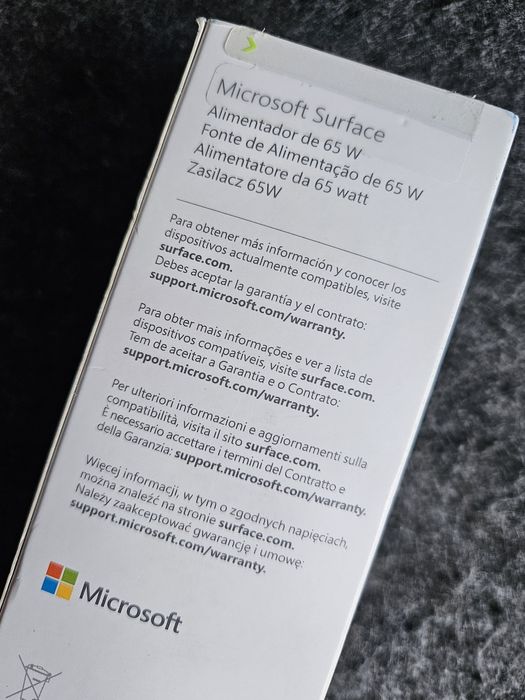 Microsoft Surface
Alimentador de 65 W
Fonte de Alimentação de 65 W
Alimentatore da 65 watt
Zasilacz 65W
Para obtener más información y conocer los
dispositivos actualmente compatibles, visite
surface.com.
Debes aceptar la garantía y el contrato:
support.microsoft.com/warranty.
Para obter mais informações e ver a lista de
dispositivos compatíveis, visite surface.com.
Tem de aceitar a Garantia e o Contrato:
support.microsoft.com/warranty.
Per ulteriori informazioni e aggiornamenti sulla
compatibilità, visita il sito surface.com.
È necessario accettare i termini del Contratto e
della Garanzia: support.microsoft.com/warranty.
Więcej informacji, w tym o zgodnych napięciach,
można znaleźć na stronie surface.com.
Należy zaakceptować gwarancję i umowę:
support.microsoft.com/warranty.
Microsoft